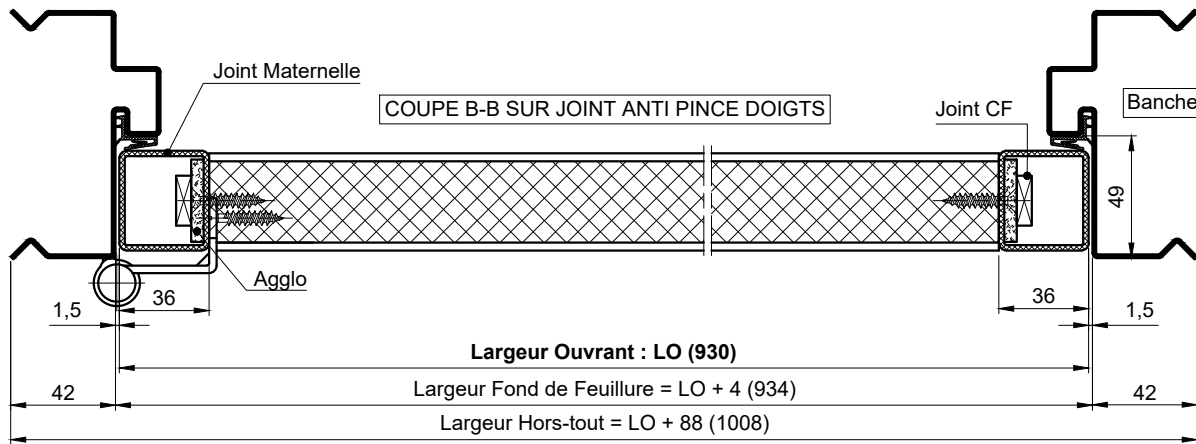 Joint Maternelle
COUPE B-B SUR JOINT ANTI PINCE DOIGTS
Joint CF
Banche
49
Agglo
36
36
1,5
1,5
Largeur Ouvrant : LO (930)
42
Largeur Fond de Feuillure = LO + 4 (934)
42
Largeur Hors-tout = LO + 88 (1008)